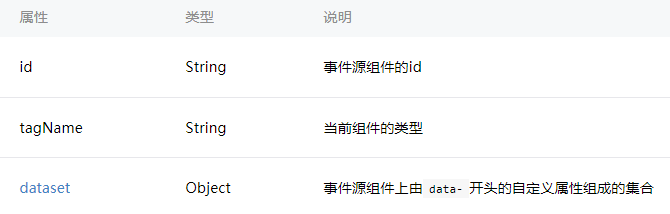 属性 类型 说明
id String 事件源组件的id
tagName String 当前组件的类型
dataset Object 事件源组件上由 data- 开头的自定义属性组成的集合